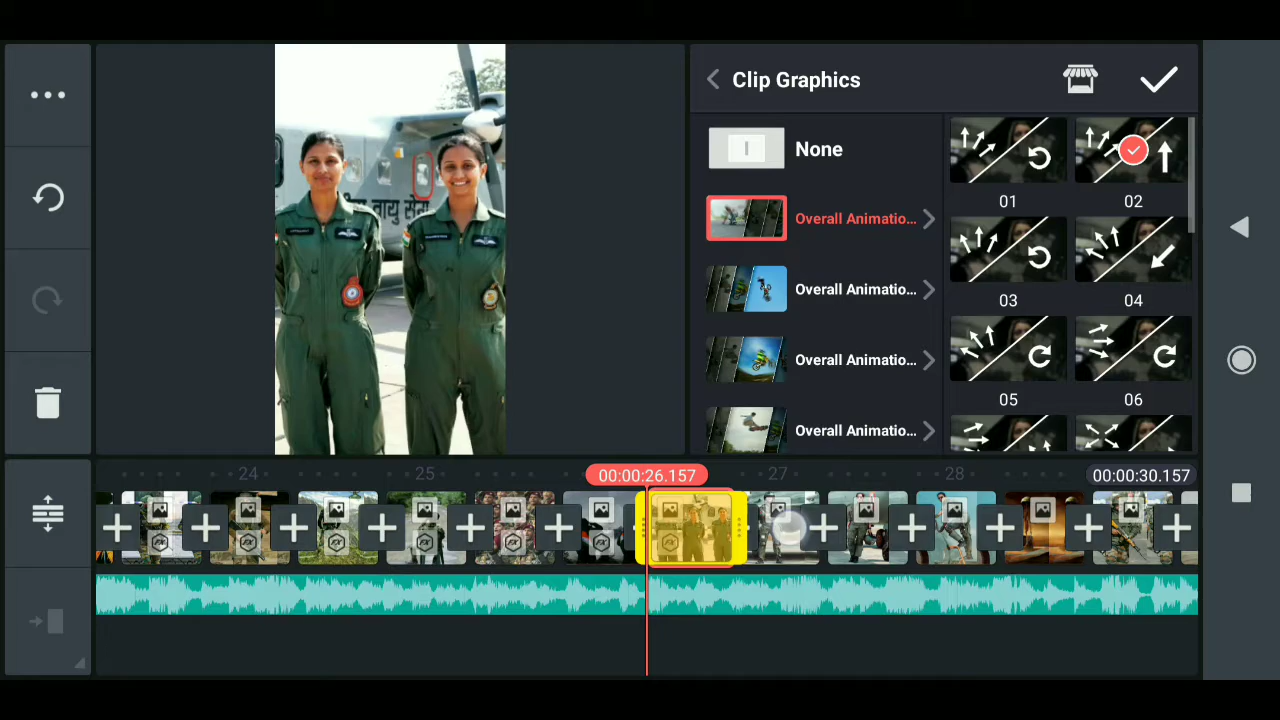 Clip Graphics
None
Overall Animatio...
Overall Animatio...
Overall Animatio...
Overall Animatio...
01
02
03
04
05
06
वायु सेना
24
25
00:00:26.157
27
28
00:00:30.157